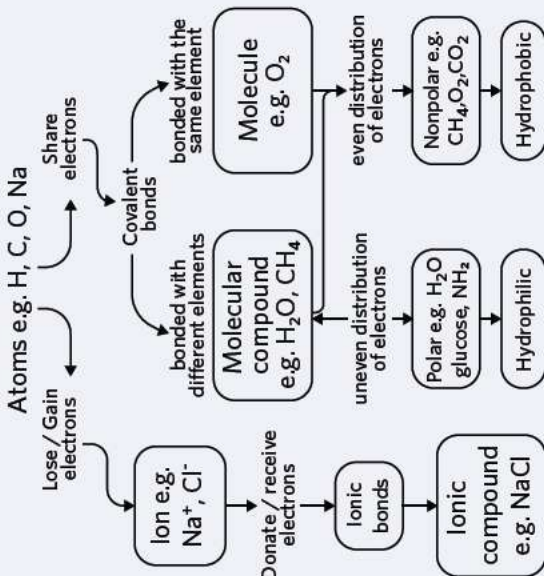 Atoms e.g. H, C, O, Na
Lose / Gain
electrons
Share
electrons
Ion e.g.
Na⁺, Cl⁻
Donate / receive
electrons
Ionic
bonds
Ionic
compound
e.g. NaCl
Covalent
bonds
bonded with
different elements
Molecular
compound
e.g. H₂O, CH₄
uneven distribution
of electrons
Polar e.g. H₂O
glucose, NH₂
Hydrophilic
bonded with the
same element
Molecule
e.g. O₂
even distribution
of electrons
Nonpolar e.g.
CH₄,O₂,CO₂
Hydrophobic